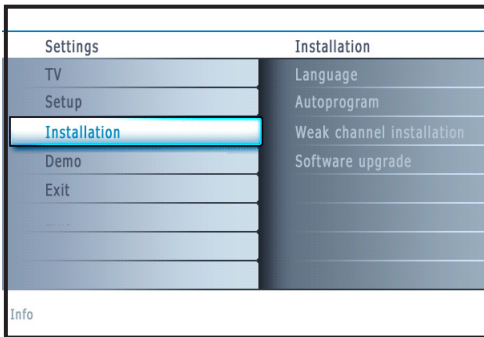 Settings
Installation
TV
Language
Setup
Autoprogram
Installation
Weak channel installation
Demo
Software upgrade
Exit
Info